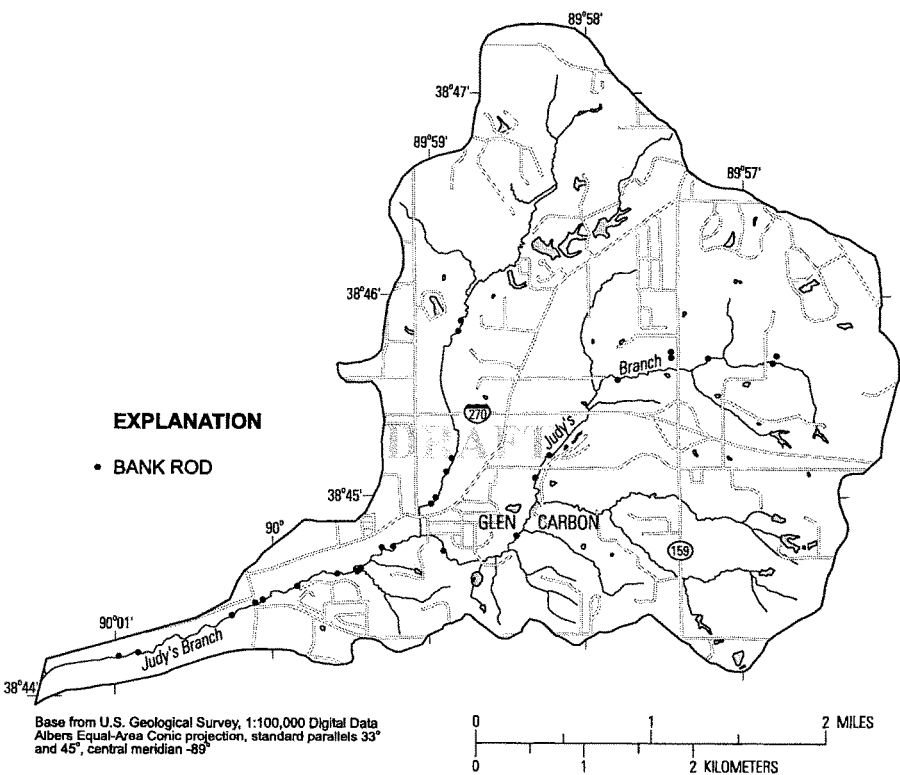 89°58'
38°47'
89°59'
89°57'
38°46'
Branch
EXPLANATION
270
Judy's
DRAFT
• BANK ROD
38°45'
90°
GLEN CARBON
159
90°01'
Judy's Branch
38°44'
Base from U.S. Geological Survey, 1:100,000 Digital Data
Albers Equal-Area Conic projection, standard parallels 33°
and 45°, central meridian -89°
0 1 2 MILES
0 1 2 KILOMETERS